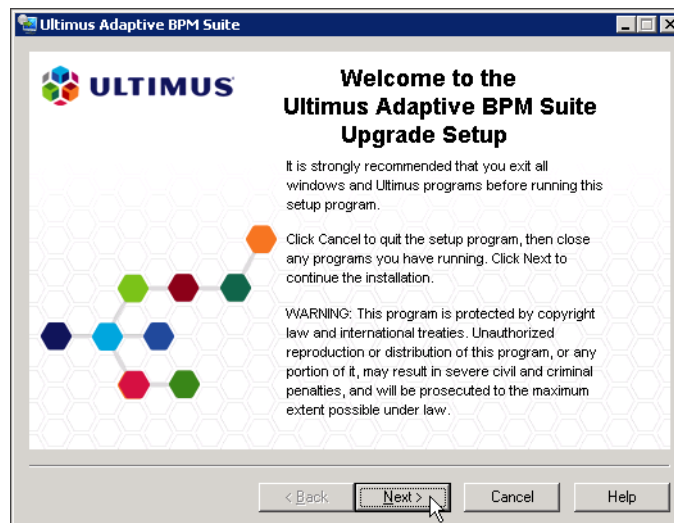 Ultimus Adaptive BPM Suite
ULTIMUS
Welcome to the
Ultimus Adaptive BPM Suite
Upgrade Setup
It is strongly recommended that you exit all
windows and Ultimus programs before running this
setup program.
Click Cancel to quit the setup program, then close
any programs you have running. Click Next to
continue the installation.
WARNING: This program is protected by copyright
law and international treaties. Unauthorized
reproduction or distribution of this program, or any
portion of it, may result in severe civil and criminal
penalties, and will be prosecuted to the maximum
extent possible under law.
< Back
Next >
Cancel
Help